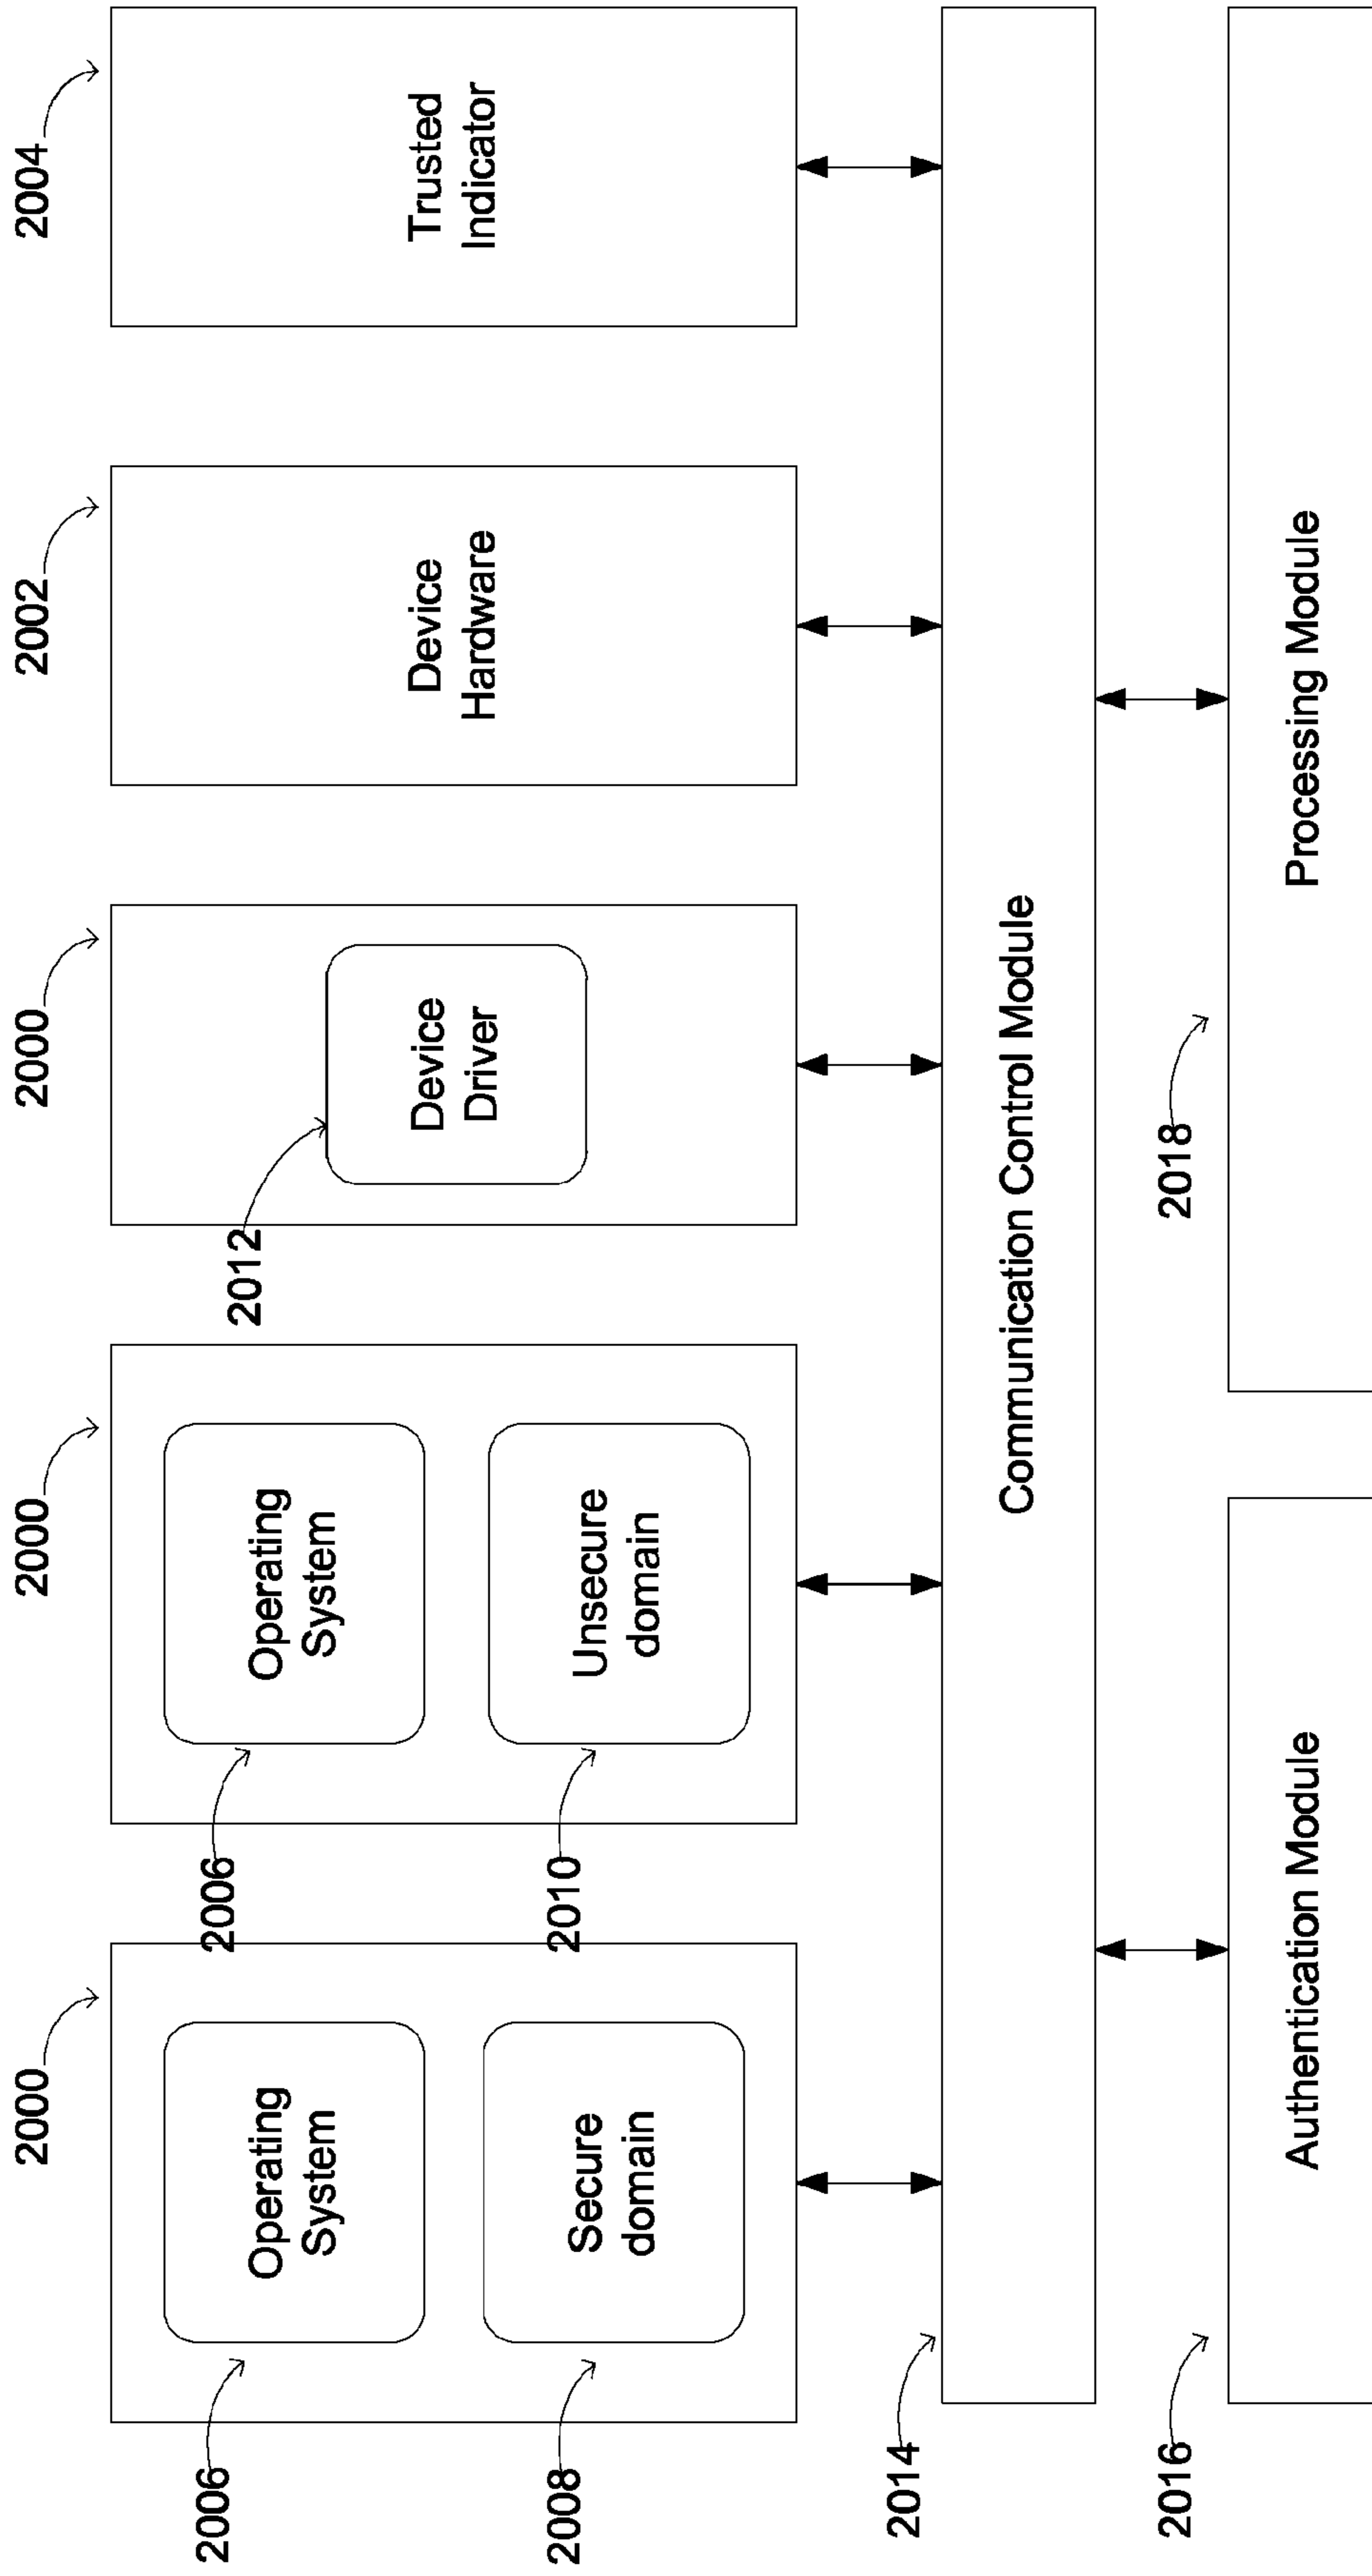 2000
2000
2000
2002
2004
2006
Operating
System
2006
Operating
System
2012
Device
Driver
Device
Hardware
Trusted
Indicator
2008
Secure
domain
2010
Unsecure
domain
2014
Communication Control Module
2016
2018
Authentication Module
Processing Module